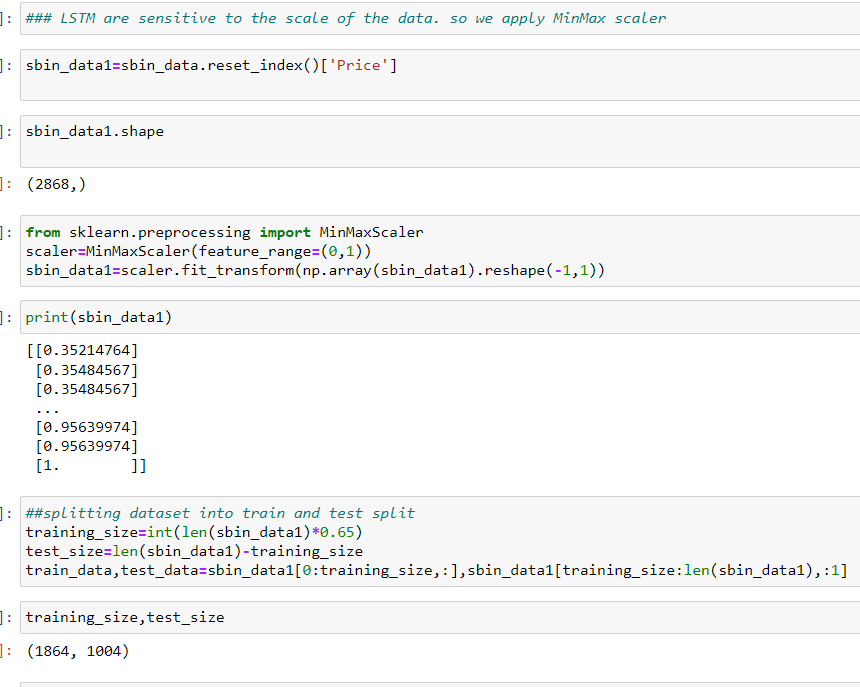 ]: ### LSTM are sensitive to the scale of the data. so we apply MinMax scaler
]: sbin_data1=sbin_data.reset_index()['Price']
]: sbin_data1.shape
]: (2868,)
]: from sklearn.preprocessing import MinMaxScaler
scaler=MinMaxScaler(feature_range=(0,1))
sbin_data1=scaler.fit_transform(np.array(sbin_data1).reshape(-1,1))
]: print(sbin_data1)
[[0.35214764]
 [0.35484567]
 [0.35484567]
 ...
 [0.95639974]
 [0.95639974]
 [1.        ]]
]: ##splitting dataset into train and test split
training_size=int(len(sbin_data1)*0.65)
test_size=len(sbin_data1)-training_size
train_data,test_data=sbin_data1[0:training_size,:],sbin_data1[training_size:len(sbin_data1),:1]
]: training_size,test_size
]: (1864, 1004)